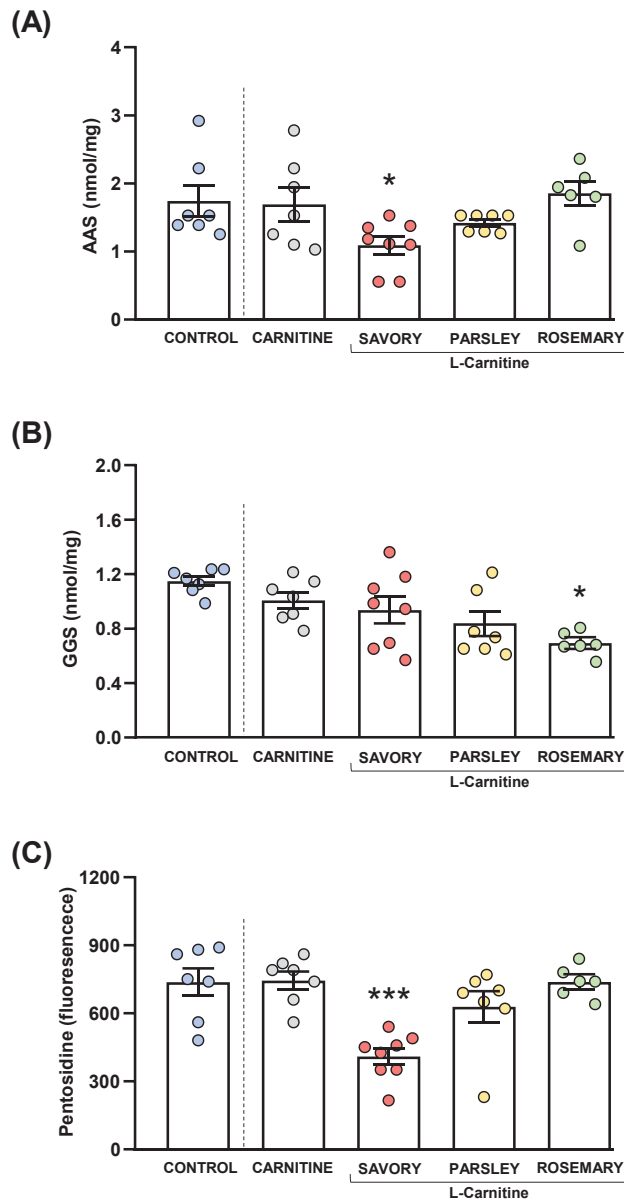 (A)
AAS (nmol/mg)
4
3
2
1
0
*
CONTROL CARNITINE SAVORY PARSLEY ROSEMARY
L-Carnitine
(B)
GGS (nmol/mg)
2.0
1.6
1.2
0.8
0.4
0.0
*
CONTROL CARNITINE SAVORY PARSLEY ROSEMARY
L-Carnitine
(C)
Pentosidine (fluoresencece)
1200
900
600
300
0
***
CONTROL CARNITINE SAVORY PARSLEY ROSEMARY
L-Carnitine